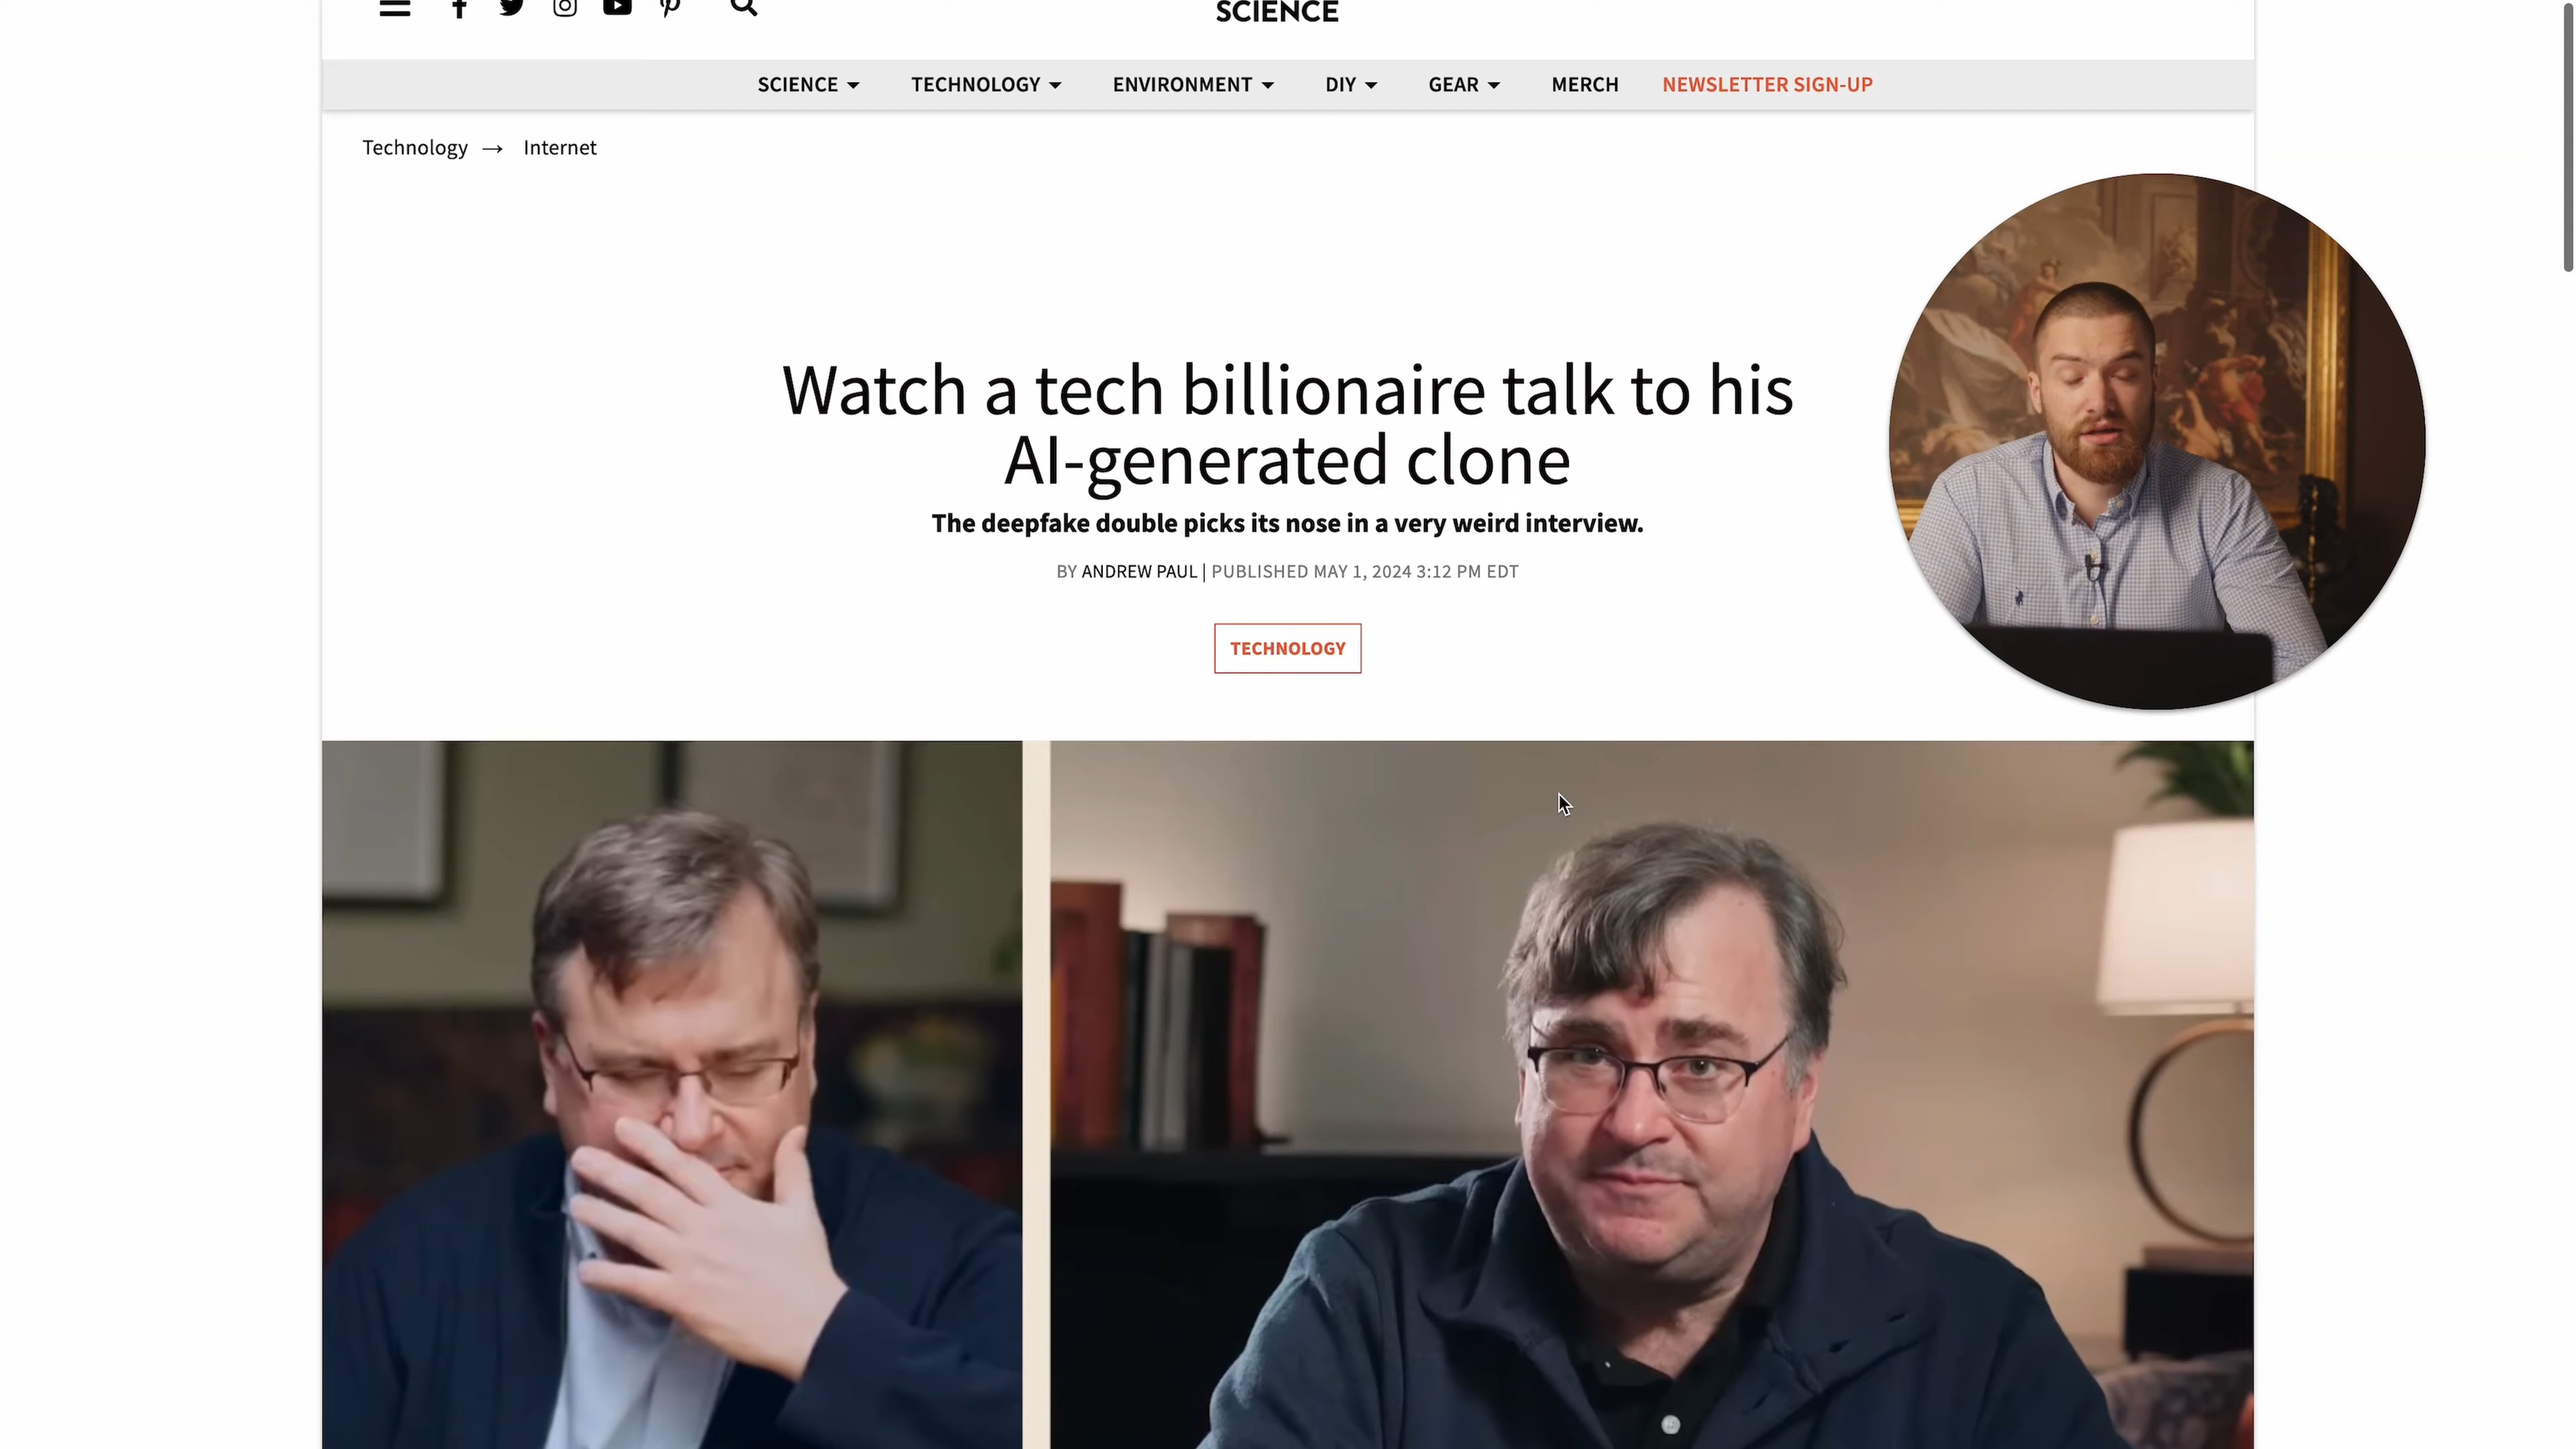 SCIENCE
SCIENCE TECHNOLOGY ENVIRONMENT DIY GEAR MERCH NEWSLETTER SIGN-UP
Technology → Internet
Watch a tech billionaire talk to his
AI-generated clone
The deepfake double picks its nose in a very weird interview.
BY ANDREW PAUL | PUBLISHED MAY 1, 2024 3:12 PM EDT
TECHNOLOGY